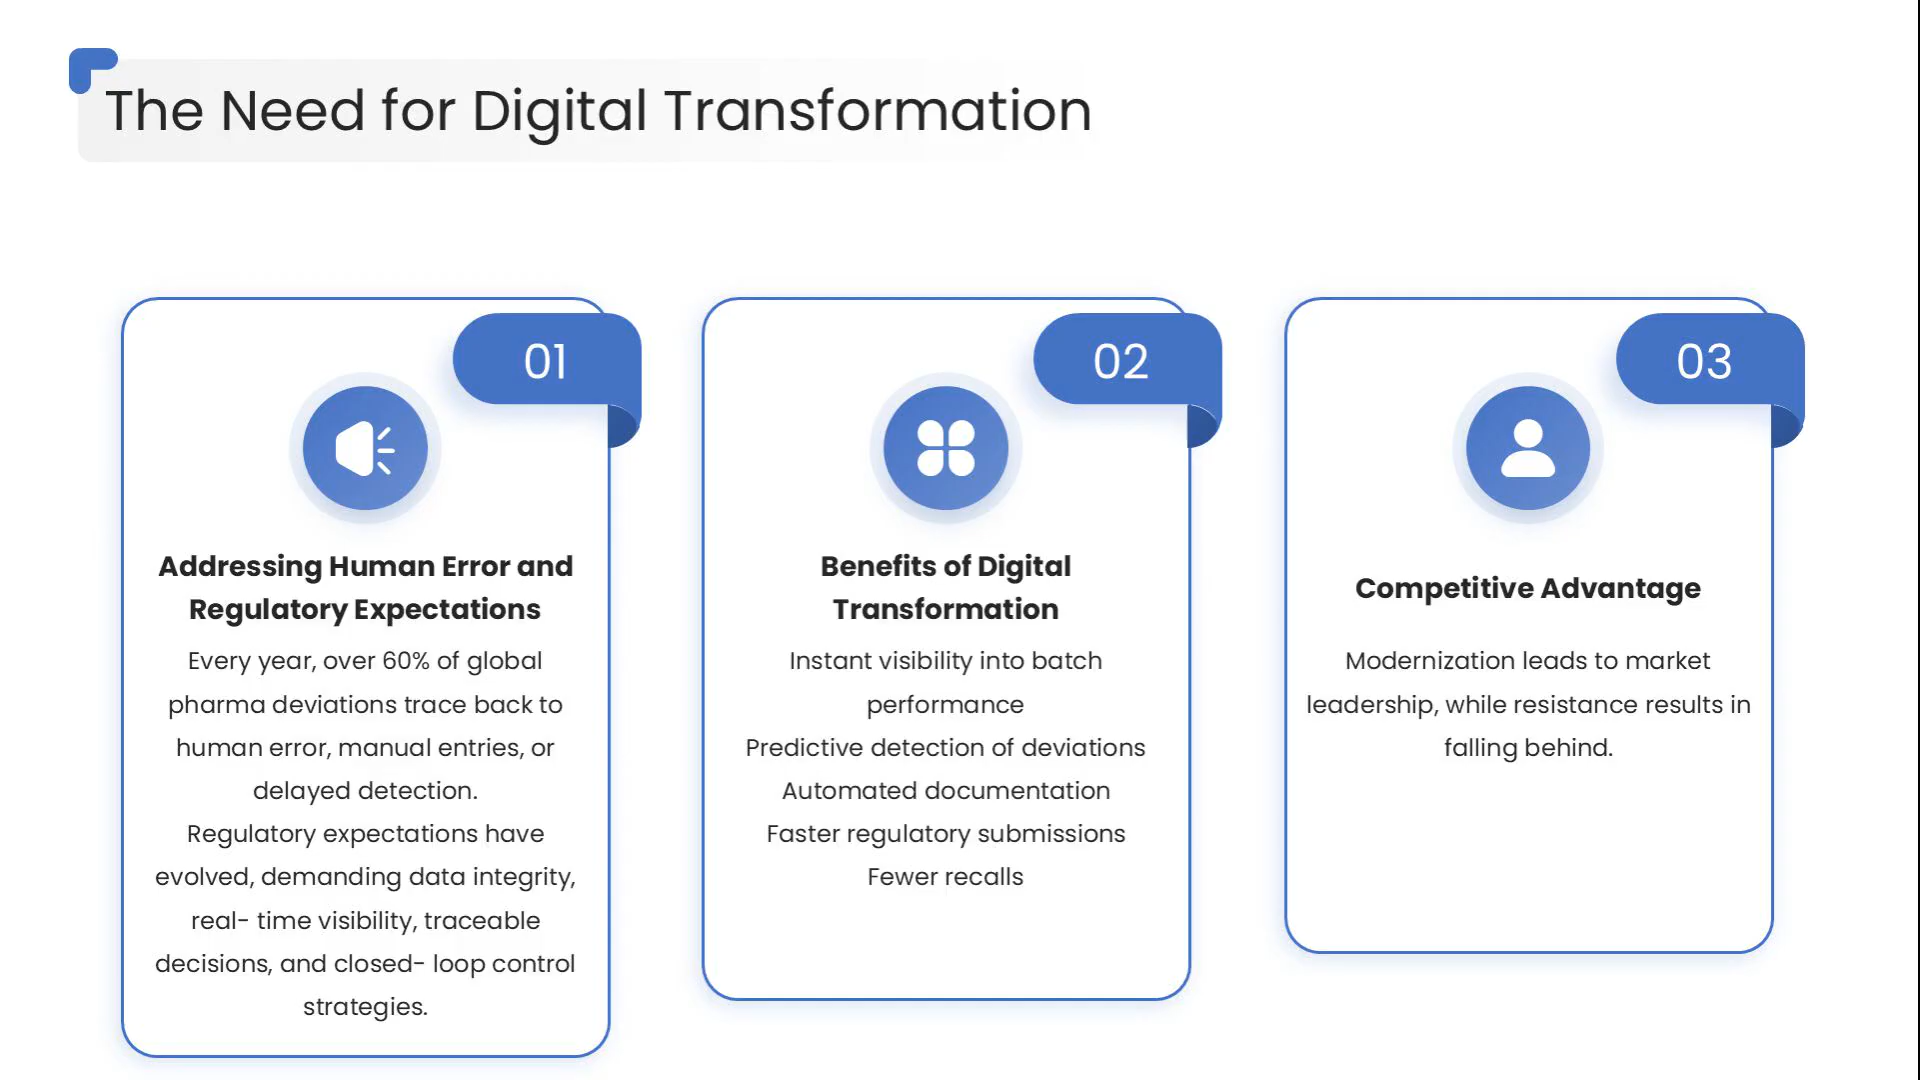 The Need for Digital Transformation
01
Addressing Human Error and
Regulatory Expectations
Every year, over 60% of global
pharma deviations trace back to
human error, manual entries, or
delayed detection.
Regulatory expectations have
evolved, demanding data integrity,
real- time visibility, traceable
decisions, and closed- loop control
strategies.
02
Benefits of Digital
Transformation
Instant visibility into batch
performance
Predictive detection of deviations
Automated documentation
Faster regulatory submissions
Fewer recalls
03
Competitive Advantage
Modernization leads to market
leadership, while resistance results in
falling behind.